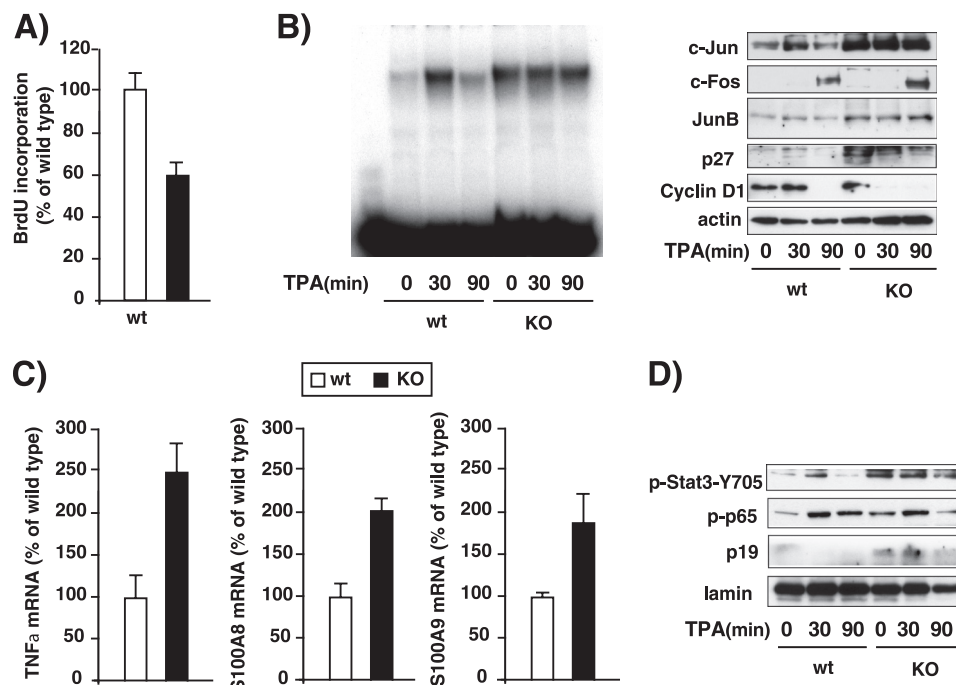 A)
120
100
80
60
40
20
0
BrdU incorporation
(% of wild type)
wt
B)
TPA(min) 0 30 90 0 30 90
wt KO
c-Jun
c-Fos
JunB
p27
Cyclin D1
actin
TPA(min) 0 30 90 0 30 90
wt KO
C)
wt KO
300
250
200
150
100
50
0
TNFa mRNA (% of wild type)
300
250
200
150
100
50
0
S100A8 mRNA (% of wild type)
300
250
200
150
100
50
0
S100A9 mRNA (% of wild type)
D)
p-Stat3-Y705
p-p65
p19
lamin
TPA(min) 0 30 90 0 30 90
wt KO